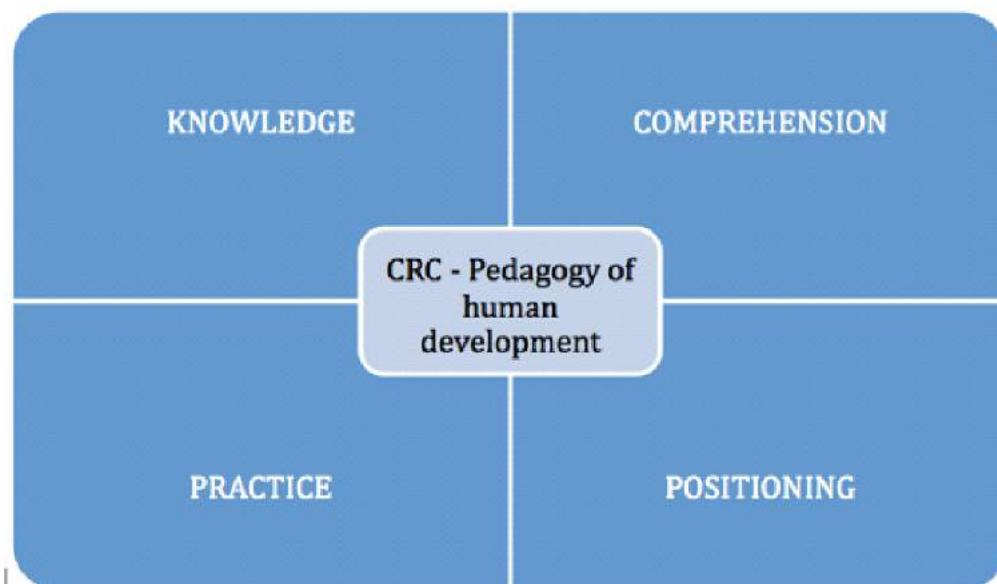 KNOWLEDGE
COMPREHENSION
CRC - Pedagogy of
human
development
PRACTICE
POSITIONING